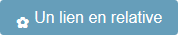 ✿ Un lien en relative